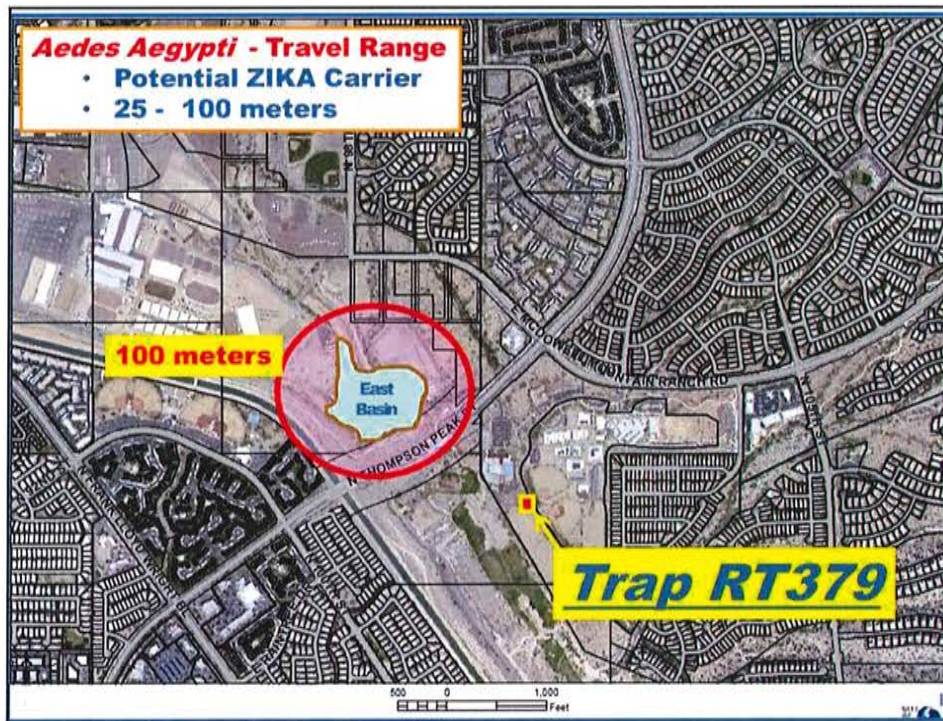 Aedes Aegypti - Travel Range
• Potential ZIKA Carrier
• 25 - 100 meters
E MCDOWELL MOUNTAIN RANCH RD
100 meters
East
Basin
N THOMPSON PEAK
Trap RT379
500 0 1,000
Feet